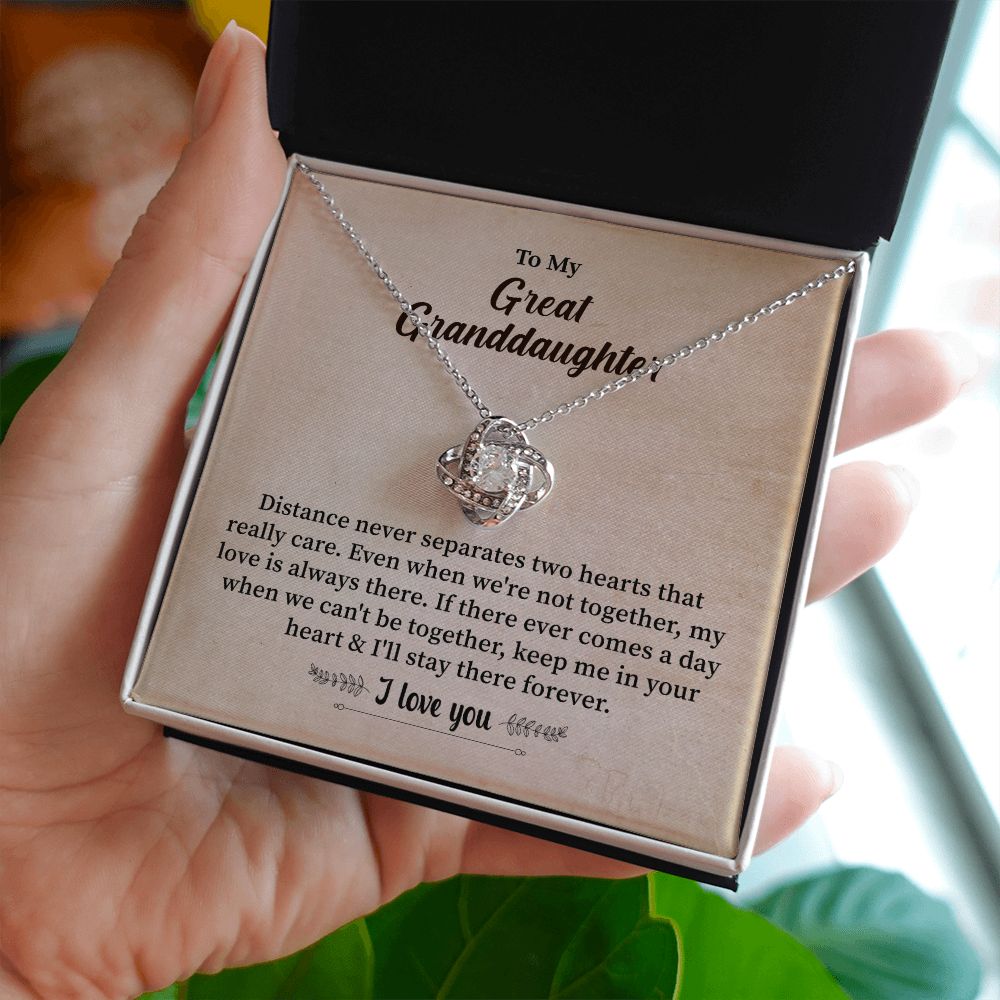 To My
Great
Granddaughter
Distance never separates two hearts that
really care. Even when we're not together, my
love is always there. If there ever comes a day
when we can't be together, keep me in your
heart & I'll stay there forever.
I love you